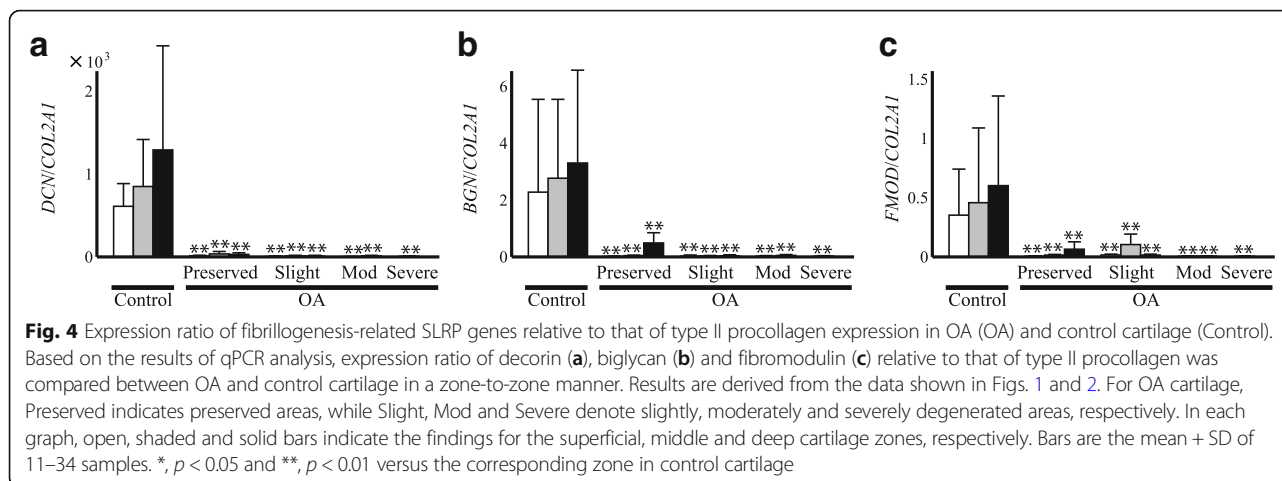 a
b
c
× 10³
2
1
0
DCN/COL2A1
** ** ** ** ** ** ** ** **
Preserved Slight Mod Severe
Control OA
6
4
2
0
BGN/COL2A1
** ** ** ** ** ** ** ** **
Preserved Slight Mod Severe
Control OA
1.5
1
0.5
0
FMOD/COL2A1
** ** ** ** ** ** ** ** **
Preserved Slight Mod Severe
Control OA
Fig. 4 Expression ratio of fibrillogenesis-related SLRP genes relative to that of type II procollagen expression in OA (OA) and control cartilage (Control).
Based on the results of qPCR analysis, expression ratio of decorin (a), biglycan (b) and fibromodulin (c) relative to that of type II procollagen was
compared between OA and control cartilage in a zone-to-zone manner. Results are derived from the data shown in Figs. 1 and 2. For OA cartilage,
Preserved indicates preserved areas, while Slight, Mod and Severe denote slightly, moderately and severely degenerated areas, respectively. In each
graph, open, shaded and solid bars indicate the findings for the superficial, middle and deep cartilage zones, respectively. Bars are the mean + SD of
11–34 samples. *, p < 0.05 and **, p < 0.01 versus the corresponding zone in control cartilage